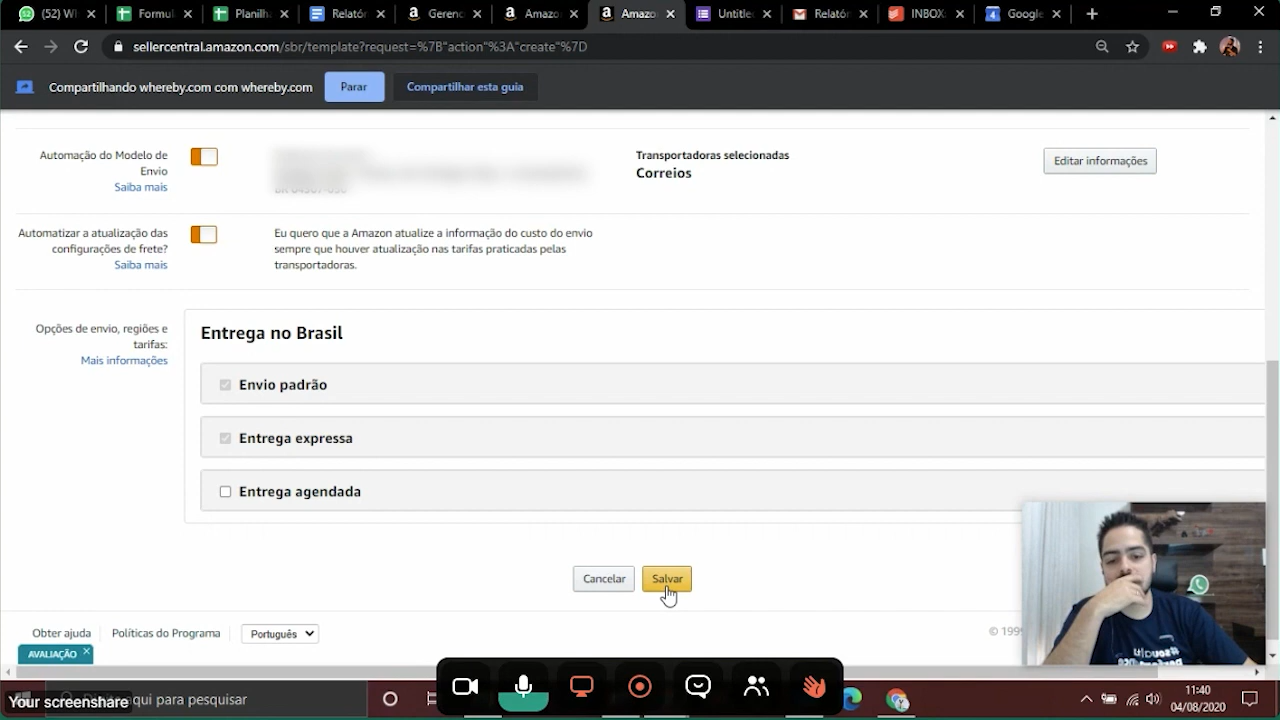 (52) W
Formul
Planilh
Relatór
Geren
Amazo
Amazo
Untitle
Relatór
INBOX
Google
sellercentral.amazon.com/sbr/template?request=%7B"action"%3A"create"%7D
Compartilhando whereby.com com whereby.com
Parar
Compartilhar esta guia
Automação do Modelo de
Envio
Saiba mais
Transportadoras selecionadas
Correios
Editar informações
Automatizar a atualização das
configurações de frete?
Saiba mais
Eu quero que a Amazon atualize a informação do custo do envio
sempre que houver atualização nas tarifas praticadas pelas
transportadoras.
Opções de envio, regiões e
tarifas:
Mais informações
Entrega no Brasil
Envio padrão
Entrega expressa
Entrega agendada
Cancelar
Salvar
Obter ajuda
Políticas do Programa
Português
© 1999
AVALIAÇÃO
Your screenshare
qui para pesquisar
11:40
04/08/2020